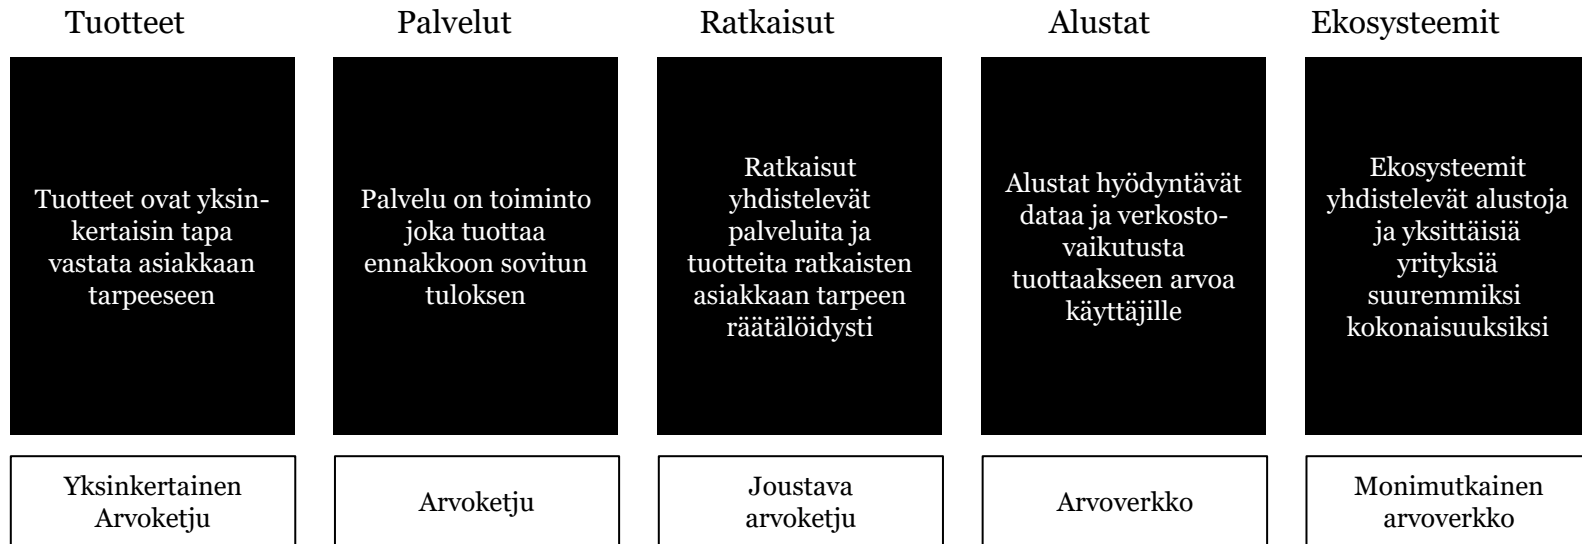 Tuotteet
Palvelut
Ratkaisut
Alustat
Ekosysteemit
Tuotteet ovat yksin-
kertaisin tapa
vastata asiakkaan
tarpeeseen
Palvelu on toiminto
joka tuottaa
ennakkoon sovitun
tuloksen
Ratkaisut
yhdistelevät
palveluita ja
tuotteita ratkaisten
asiakkaan tarpeen
räätälöidysti
Alustat hyödyntävät
dataa ja verkosto-
vaikutusta
tuottaakseen arvoa
käyttäjille
Ekosysteemit
yhdistelevät alustoja
ja yksittäisiä
yrityksiä
suuremmiksi
kokonaisuuksiksi
Yksinkertainen
Arvoketju
Arvoketju
Joustava
arvoketju
Arvoverkko
Monimutkainen
arvoverkko